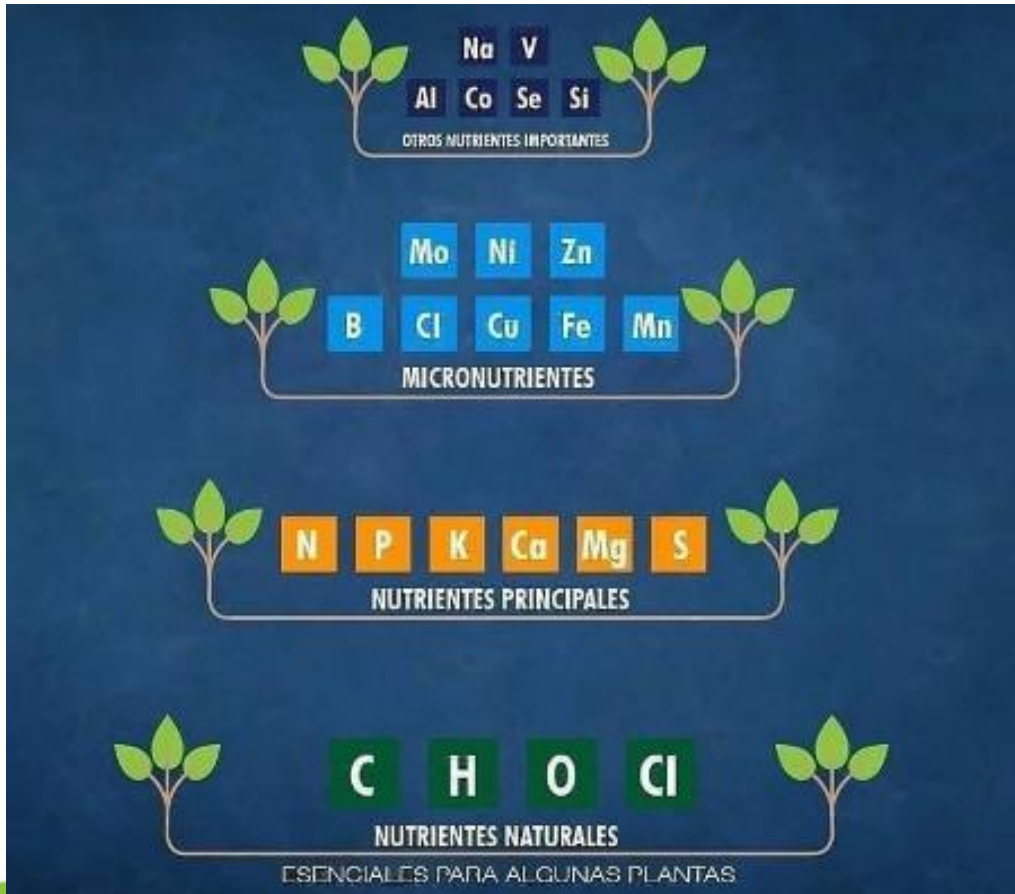 Na V
Al Co Se Si
OTROS NUTRIENTES IMPORTANTES
Mo Ni Zn
B Cl Cu Fe Mn
MICRONUTRIENTES
N P K Ca Mg S
NUTRIENTES PRINCIPALES
C H O Cl
NUTRIENTES NATURALES
ESENCIALES PARA ALGUNAS PLANTAS